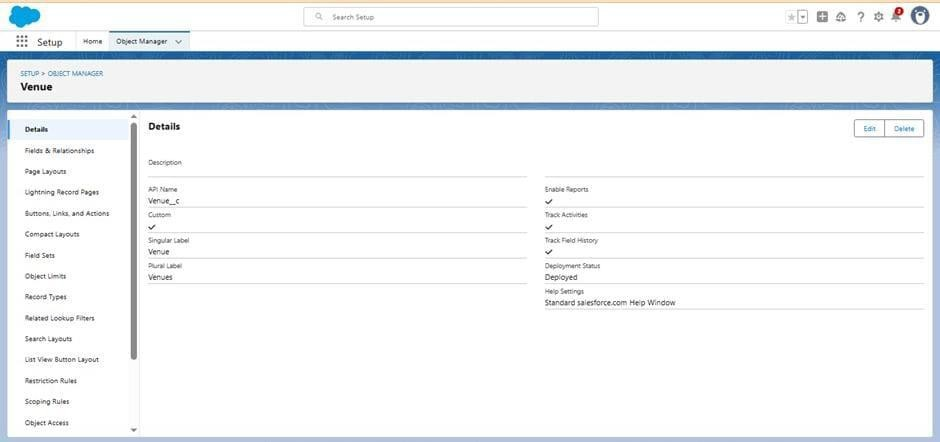 Search Setup
2
Setup
Home
Object Manager
SETUP > OBJECT MANAGER
Venue
Details
Fields & Relationships
Page Layouts
Lightning Record Pages
Buttons, Links, and Actions
Compact Layouts
Field Sets
Object Limits
Record Types
Related Lookup Filters
Search Layouts
List View Button Layout
Restriction Rules
Scoping Rules
Object Access
Details
Edit
Delete
Description
API Name
Venue__c
Custom
Singular Label
Venue
Plural Label
Venues
Enable Reports
Track Activities
Track Field History
Deployment Status
Deployed
Help Settings
Standard salesforce.com Help Window